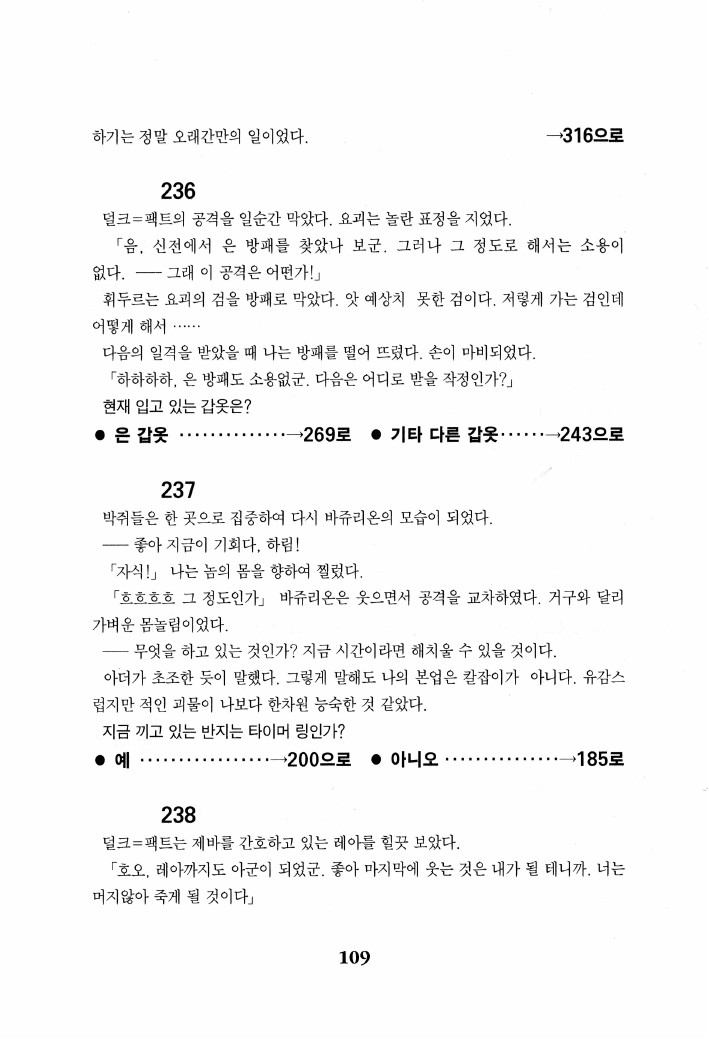 하기는 정말 오래간만의 일이었다. →316으로
236
덜크=팩트의 공격을 일순간 막았다. 요괴는 놀란 표정을 지었다.
「음, 신전에서 은 방패를 찾았나 보군. 그러나 그 정도로 해서는 소용이
없다. ── 그래 이 공격은 어떤가!」
휘두르는 요괴의 검을 방패로 막았다. 앗 예상치 못한 검이다. 저렇게 가는 검인데
어떻게 해서 ……
다음의 일격을 받았을 때 나는 방패를 떨어 뜨렸다. 손이 마비되었다.
「하하하하, 은 방패도 소용없군. 다음은 어디로 받을 작정인가?」
현재 입고 있는 갑옷은?
● 은 갑옷 ··············→269로 ● 기타 다른 갑옷······→243으로
237
박쥐들은 한 곳으로 집중하여 다시 바쥬리온의 모습이 되었다.
── 좋아 지금이 기회다, 하림!
「자식!」 나는 놈의 몸을 향하여 찔렀다.
「흐흐흐흐 그 정도인가」 바쥬리온은 웃으면서 공격을 교차하였다. 거구와 달리
가벼운 몸놀림이었다.
── 무엇을 하고 있는 것인가? 지금 시간이라면 해치울 수 있을 것이다.
아더가 초조한 듯이 말했다. 그렇게 말해도 나의 본업은 칼잡이가 아니다. 유감스
럽지만 적인 괴물이 나보다 한차원 능숙한 것 같았다.
지금 끼고 있는 반지는 타이머 링인가?
● 예 ·················→200으로 ● 아니오 ···············→185로
238
덜크=팩트는 제바를 간호하고 있는 레아를 힐끗 보았다.
「호오, 레아까지도 아군이 되었군. 좋아 마지막에 웃는 것은 내가 될 테니까. 너는
머지않아 죽게 될 것이다」
109